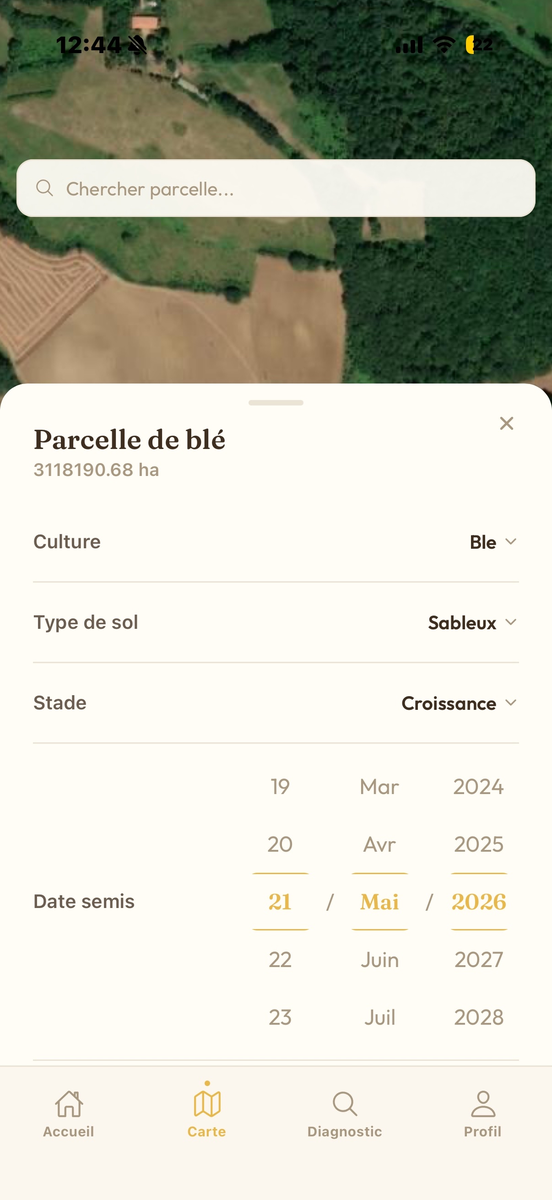 12:44
22
Chercher parcelle...
Parcelle de blé
3118190.68 ha
Culture Ble
Type de sol Sableux
Stade Croissance
19 Mar 2024
20 Avr 2025
Date semis 21 / Mai / 2026
22 Juin 2027
23 Juil 2028
Accueil Carte Diagnostic Profil